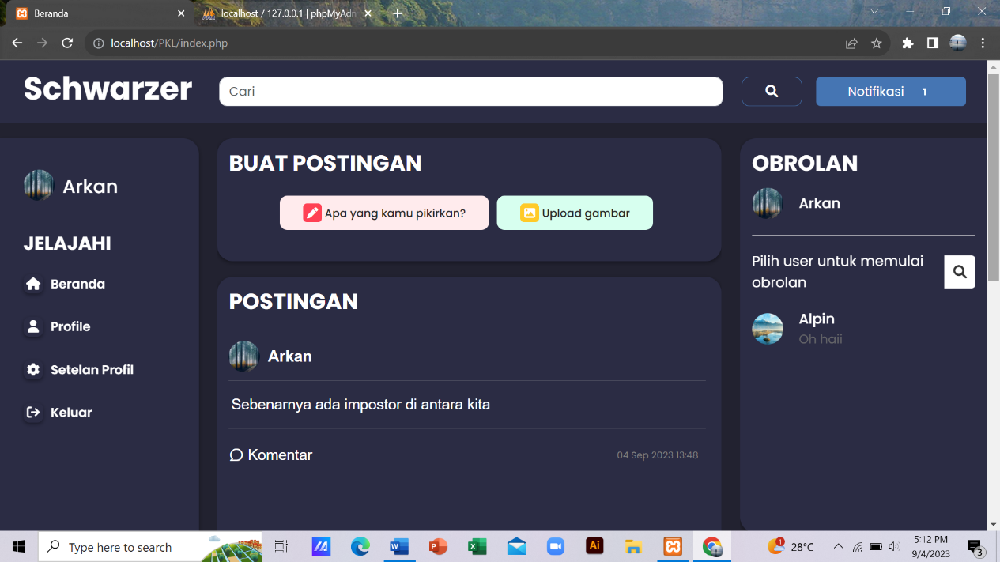 Beranda
localhost / 127.0.0.1 | phpMyAdn
localhost/PKL/index.php
Schwarzer
Cari
Notifikasi 1
Arkan
JELAJAHI
Beranda
Profile
Setelan Profil
Keluar
BUAT POSTINGAN
Apa yang kamu pikirkan?
Upload gambar
POSTINGAN
Arkan
Sebenarnya ada impostor di antara kita
Komentar
04 Sep 2023 13:48
OBROLAN
Arkan
Pilih user untuk memulai
obrolan
Alpin
Oh haii
Type here to search
Ai
1
28°C
5:12 PM
9/4/2023
3